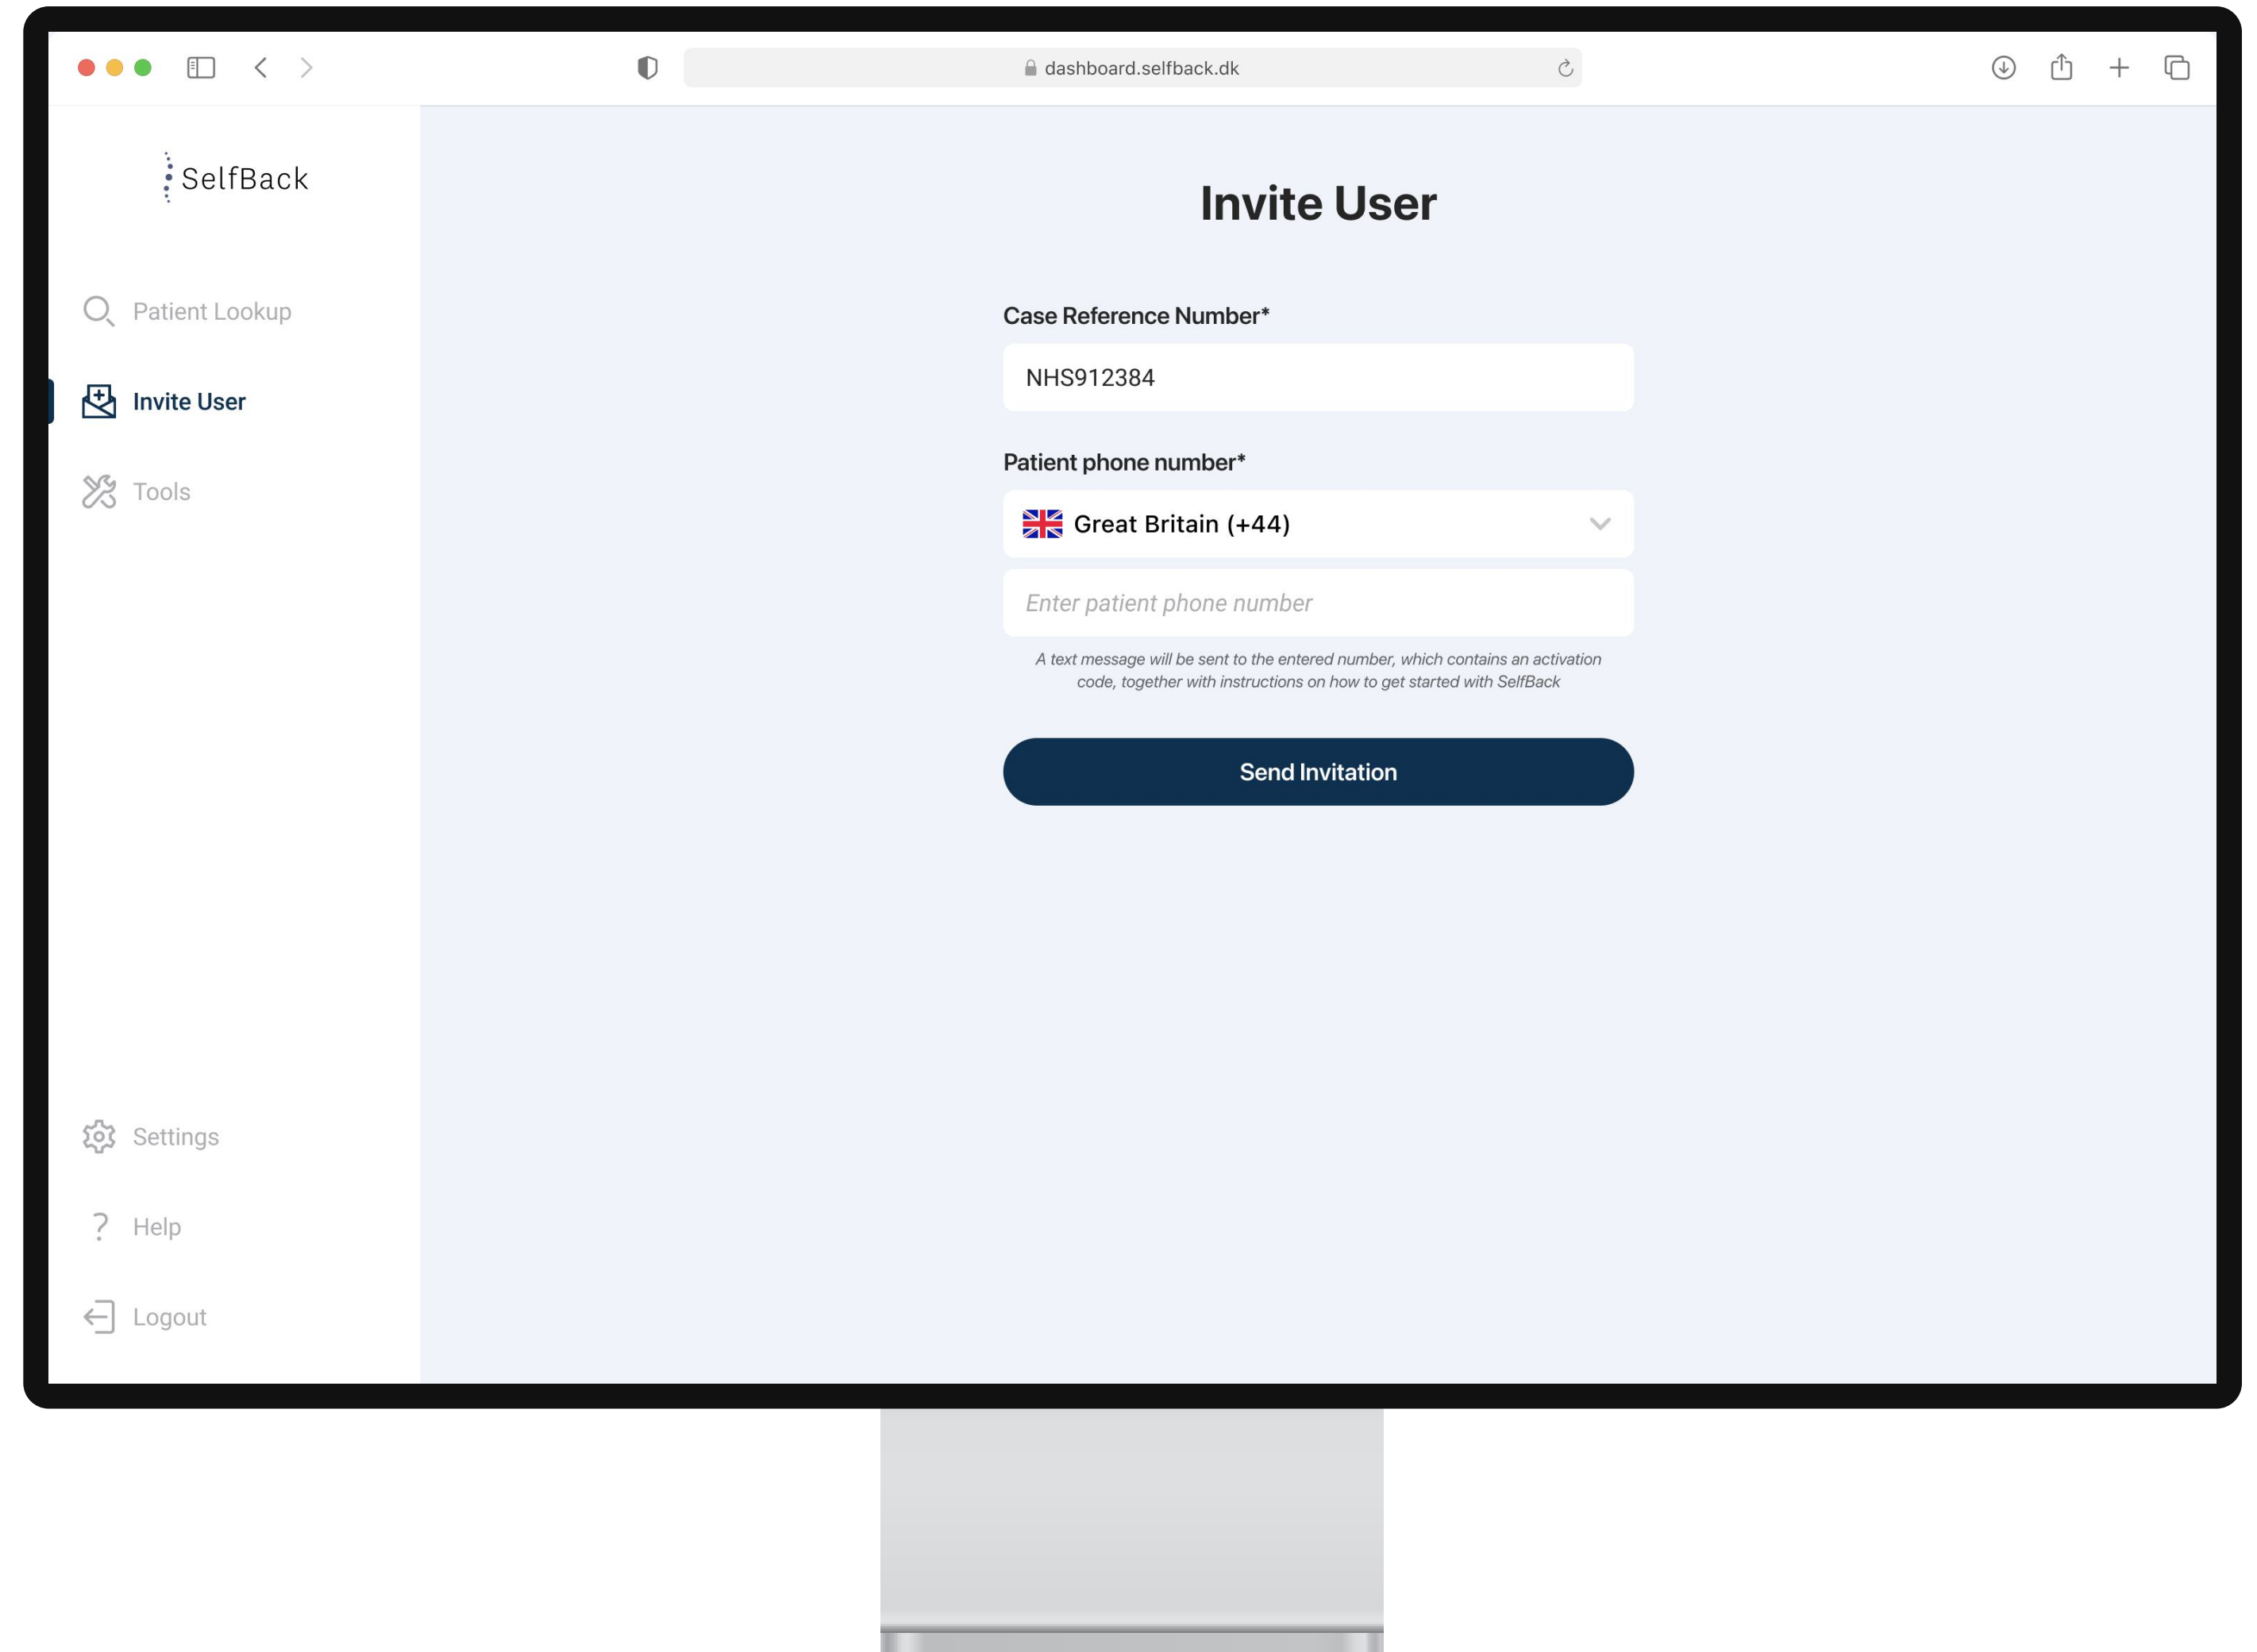 dashboard.selfback.dk
SelfBack
Patient Lookup
Invite User
Tools
Settings
Help
Logout
Invite User
Case Reference Number*
NHS912384
Patient phone number*
Great Britain (+44)
Enter patient phone number
A text message will be sent to the entered number, which contains an activation
code, together with instructions on how to get started with SelfBack
Send Invitation